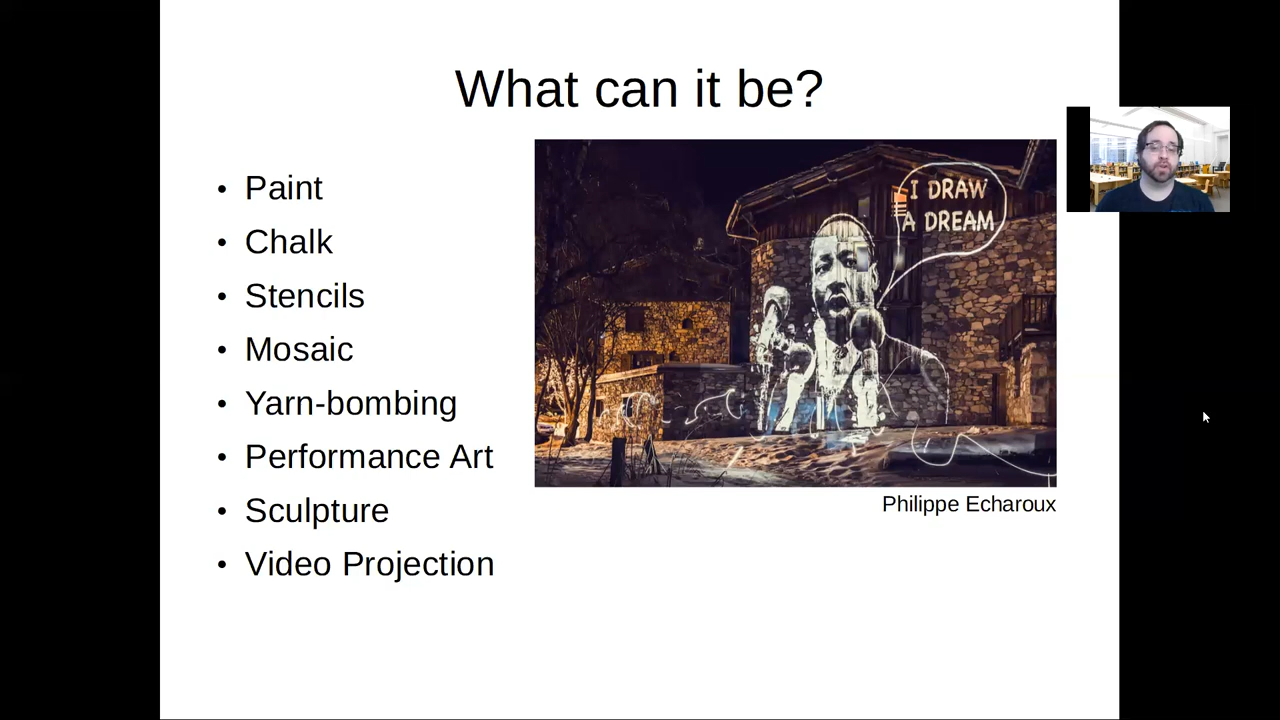 What can it be?
• Paint
• Chalk
• Stencils
• Mosaic
• Yarn-bombing
• Performance Art
• Sculpture
• Video Projection
I DRAW
A DREAM
Philippe Echaroux